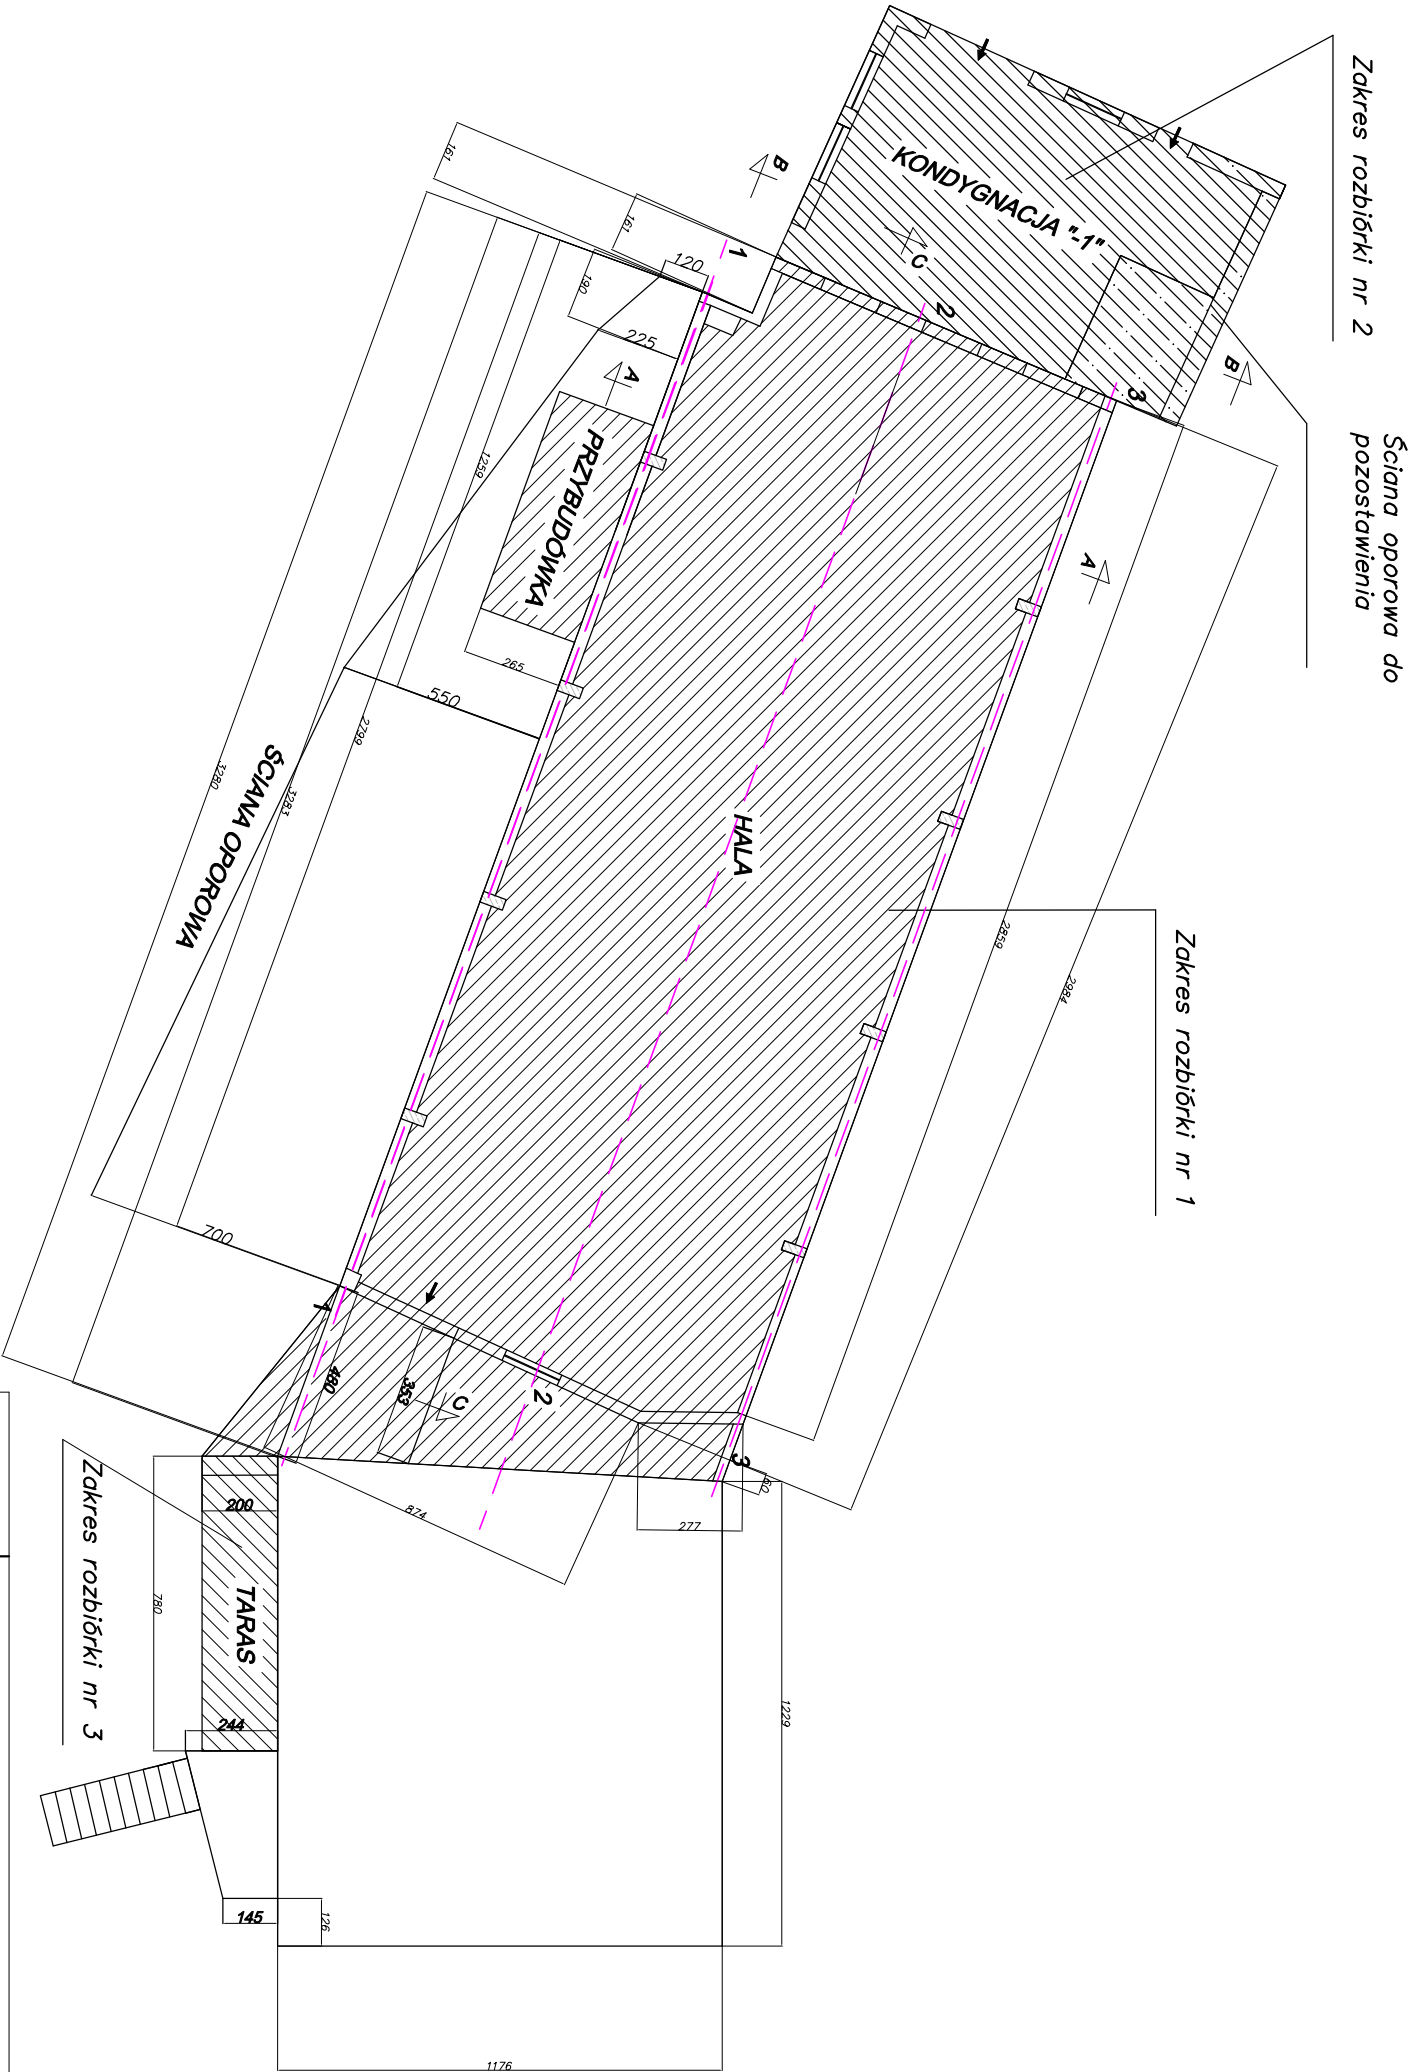 Zakres rozbiórki nr 2
Ściana oporowa do
pozostawienia
Zakres rozbiórki nr 1
Zakres rozbiórki nr 3
KONDYGNACJA "-1"
HALA
PRZYBUDÓWKA
ŚCIANA OPOROWA
TARAS
B
B
A
A
C
C
1
2
3
1
2
3
161
161
190
120
225
1259
265
550
2799
3283
3280
700
2859
2984
480
353
874
277
60
200
780
244
145
126
1229
1176